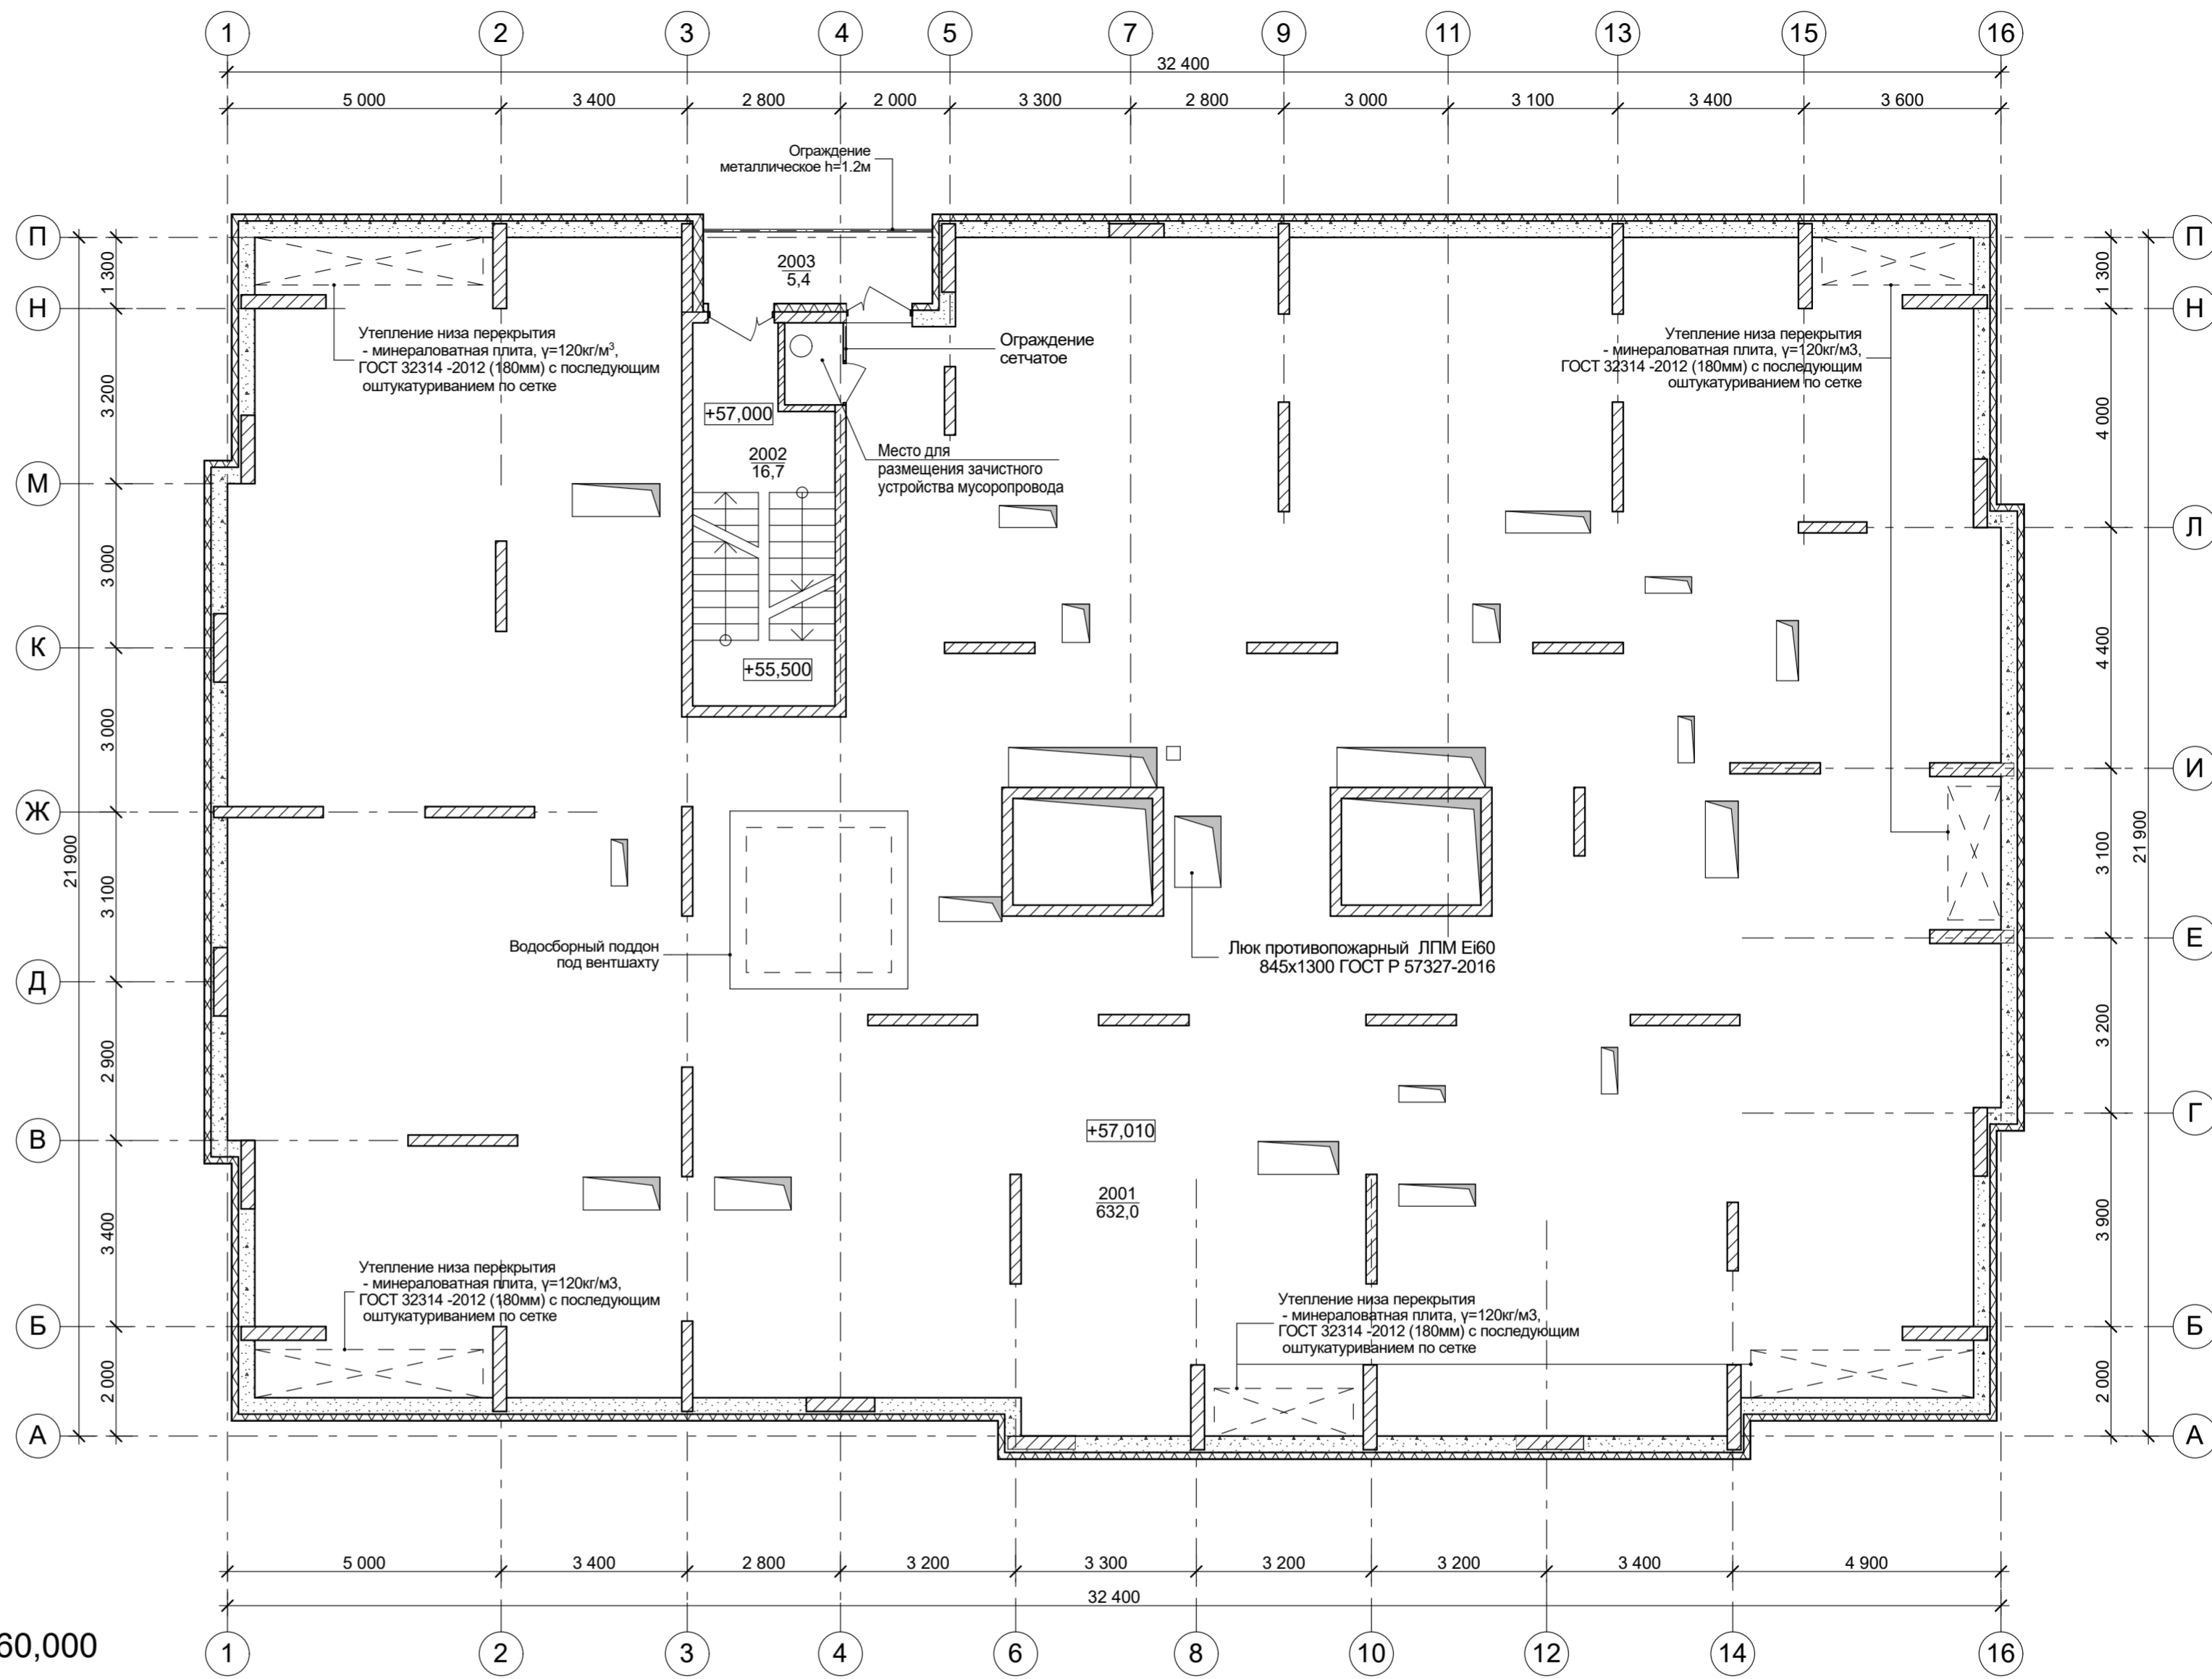 1 2 3 4 5 7 9 11 13 15 16
32 400
5 000 3 400 2 800 2 000 3 300 2 800 3 000 3 100 3 400 3 600
Ограждение
металлическое h=1.2м
П
П
1 300
1 300
2003
5,4
Н
Н
Утепление низа перекрытия
- минераловатная плита, γ=120кг/м³,
ГОСТ 32314 -2012 (180мм) с последующим
оштукатуриванием по сетке
Ограждение
сетчатое
Утепление низа перекрытия
- минераловатная плита, γ=120кг/м3,
ГОСТ 32314 -2012 (180мм) с последующим
оштукатуриванием по сетке
3 200
4 000
+57,000
2002
16,7
Место для
размещения зачистного
устройства мусоропровода
М
Л
3 000
4 400
К
+55,500
3 000
И
Ж
21 900
3 100
3 100
21 900
Водосборный поддон
под вентшахту
Люк противопожарный ЛПМ Ei60
845х1300 ГОСТ Р 57327-2016
Е
Д
2 900
3 200
Г
+57,010
В
2001
632,0
3 400
3 900
Утепление низа перекрытия
- минераловатная плита, γ=120кг/м3,
ГОСТ 32314 -2012 (180мм) с последующим
оштукатуриванием по сетке
Утепление низа перекрытия
- минераловатная плита, γ=120кг/м3,
ГОСТ 32314 -2012 (180мм) с последующим
оштукатуриванием по сетке
Б
Б
2 000
2 000
А
А
5 000 3 400 2 800 3 200 3 300 3 200 3 200 3 400 4 900
32 400
60,000
1 2 3 4 6 8 10 12 14 16